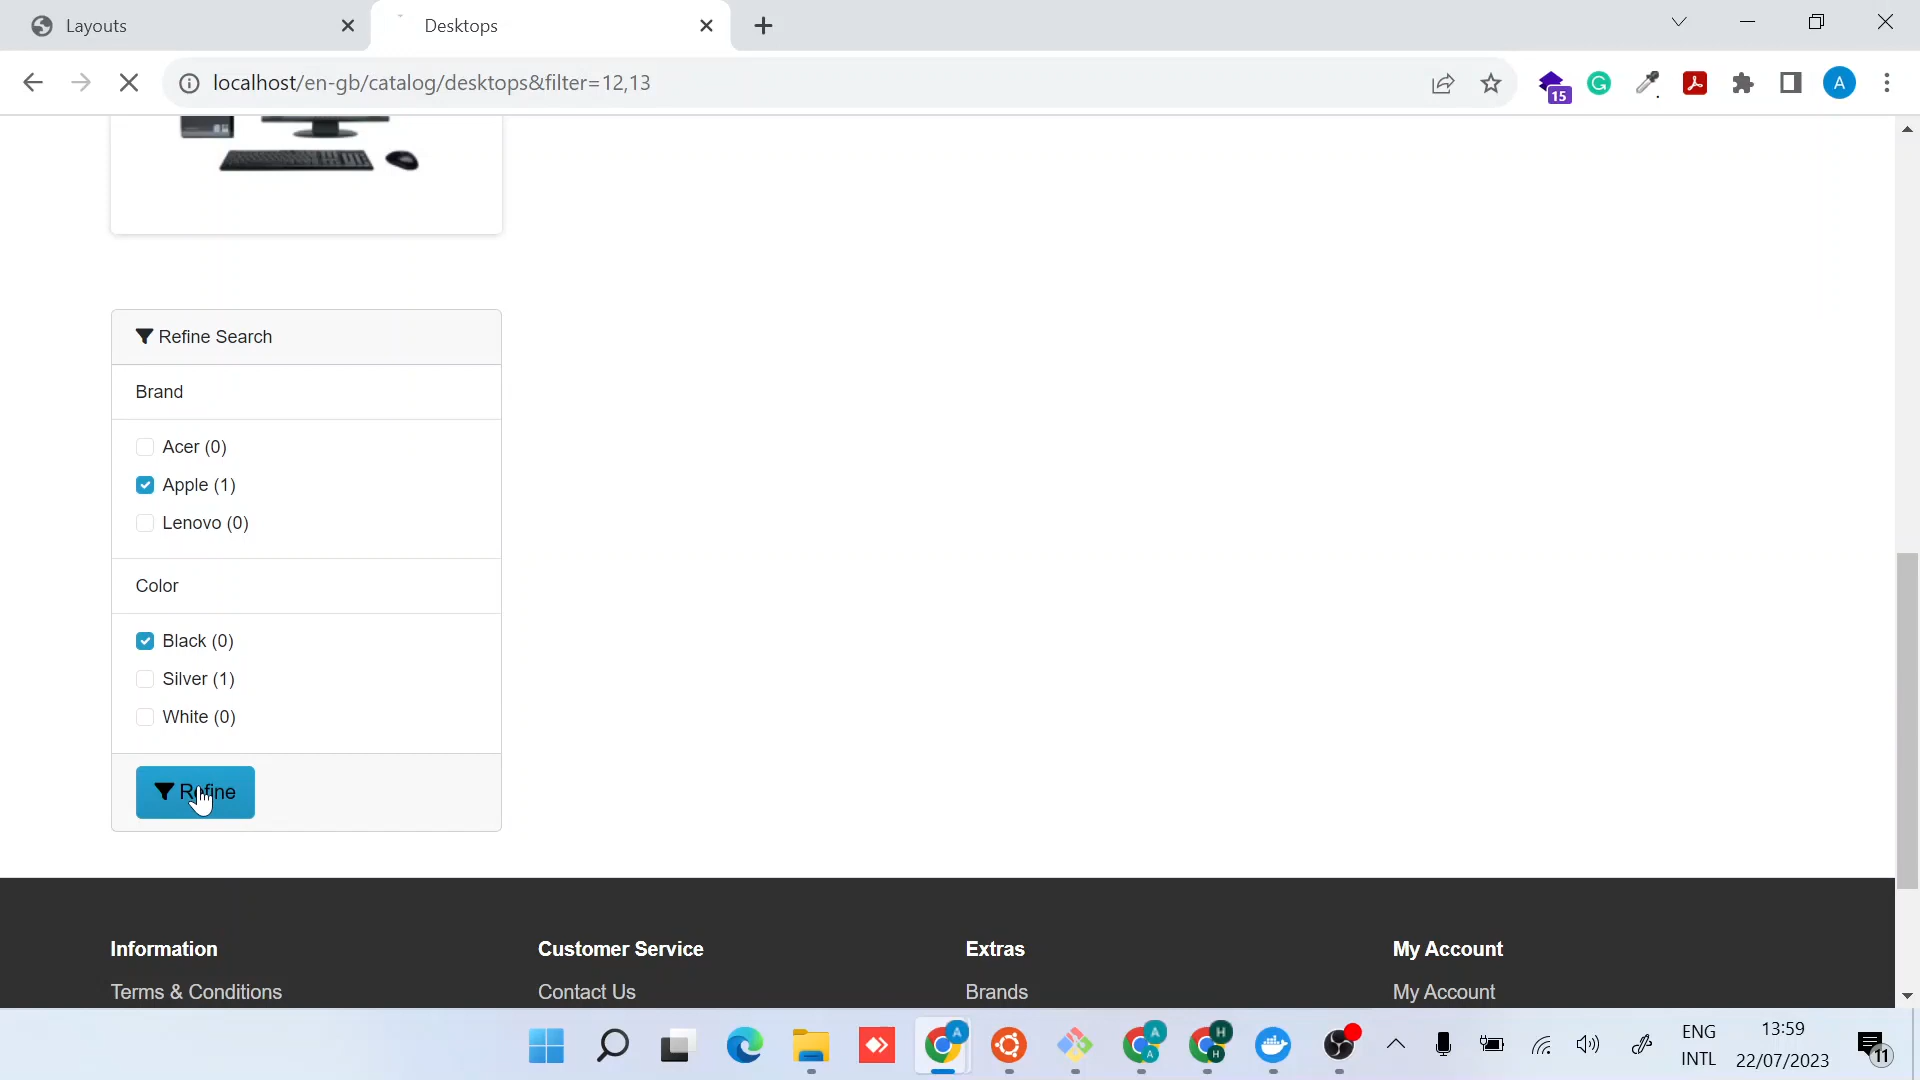 Layouts
Desktops
localhost/en-gb/catalog/desktops&filter=12,13
15
A
Refine Search
Brand
Acer (0)
Apple (1)
Lenovo (0)
Color
Black (0)
Silver (1)
White (0)
Refine
Information
Customer Service
Extras
My Account
Terms & Conditions
Contact Us
Brands
My Account
A
A
A
H
H
ENG
INTL
13:59
22/07/2023
11